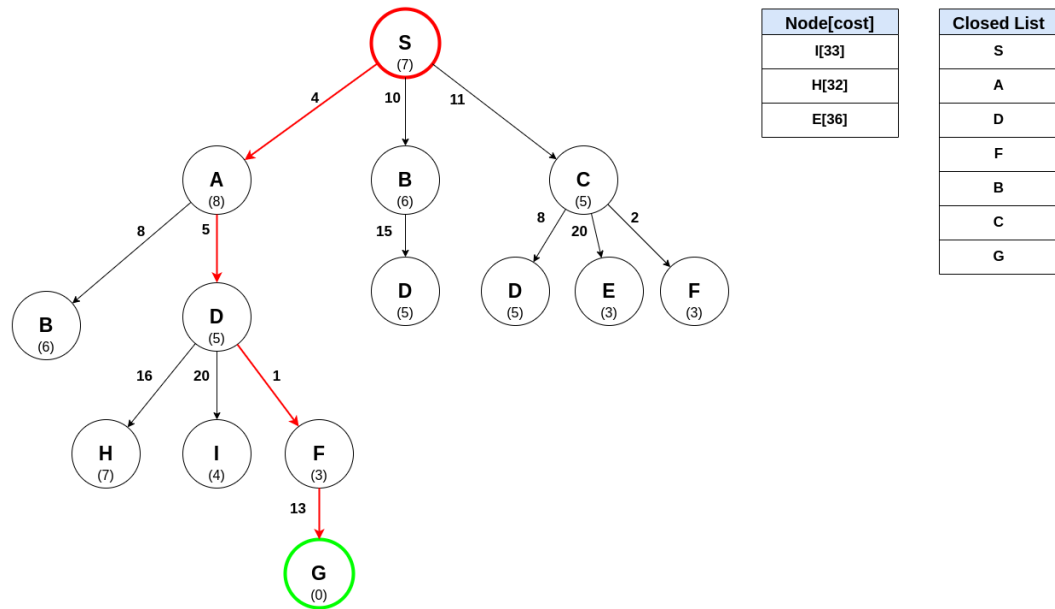 S
(7)
4
10
11
A
(8)
B
(6)
C
(5)
8
5
15
8
20
2
B
(6)
D
(5)
D
(5)
D
(5)
E
(3)
F
(3)
16
20
1
H
(7)
I
(4)
F
(3)
13
G
(0)
Node[cost]
I[33]
H[32]
E[36]
Closed List
S
A
D
F
B
C
G